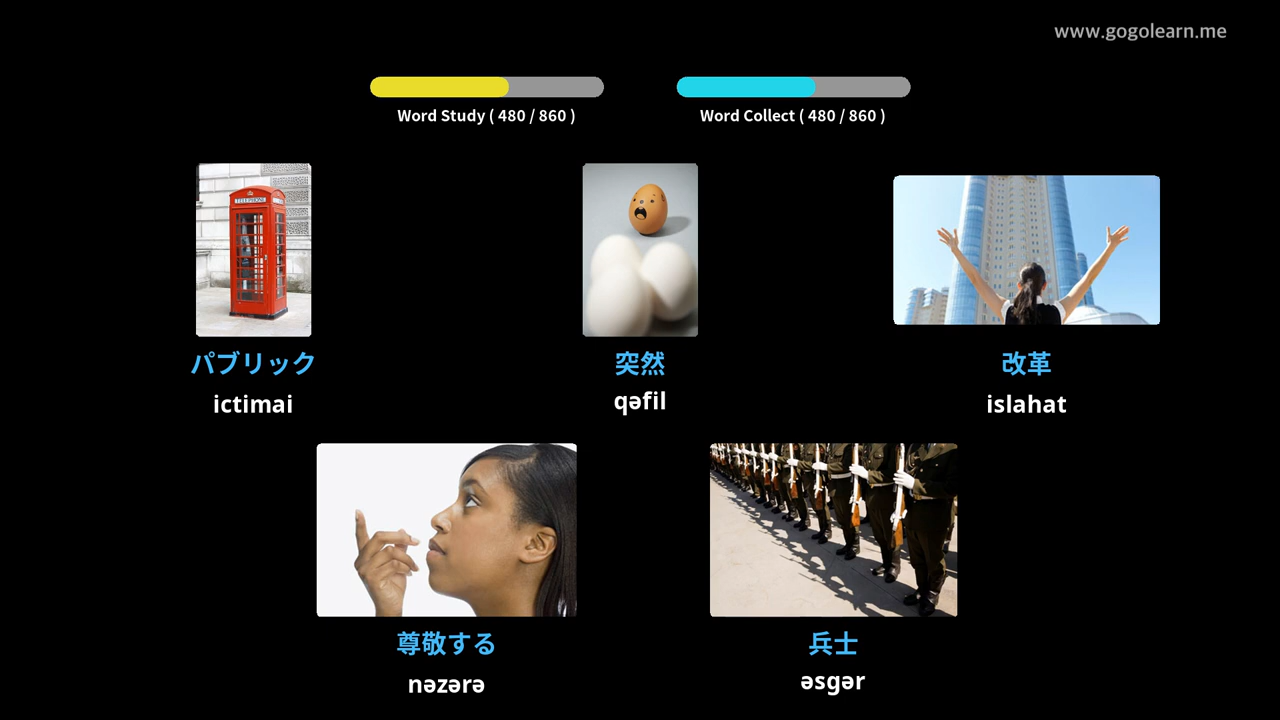 www.gogolearn.me
Word Study ( 480 / 860 )
Word Collect ( 480 / 860 )
TELEPHONE
パブリック
ictimai
突然
qəfil
改革
islahat
尊敬する
nəzərə
兵士
əsgər